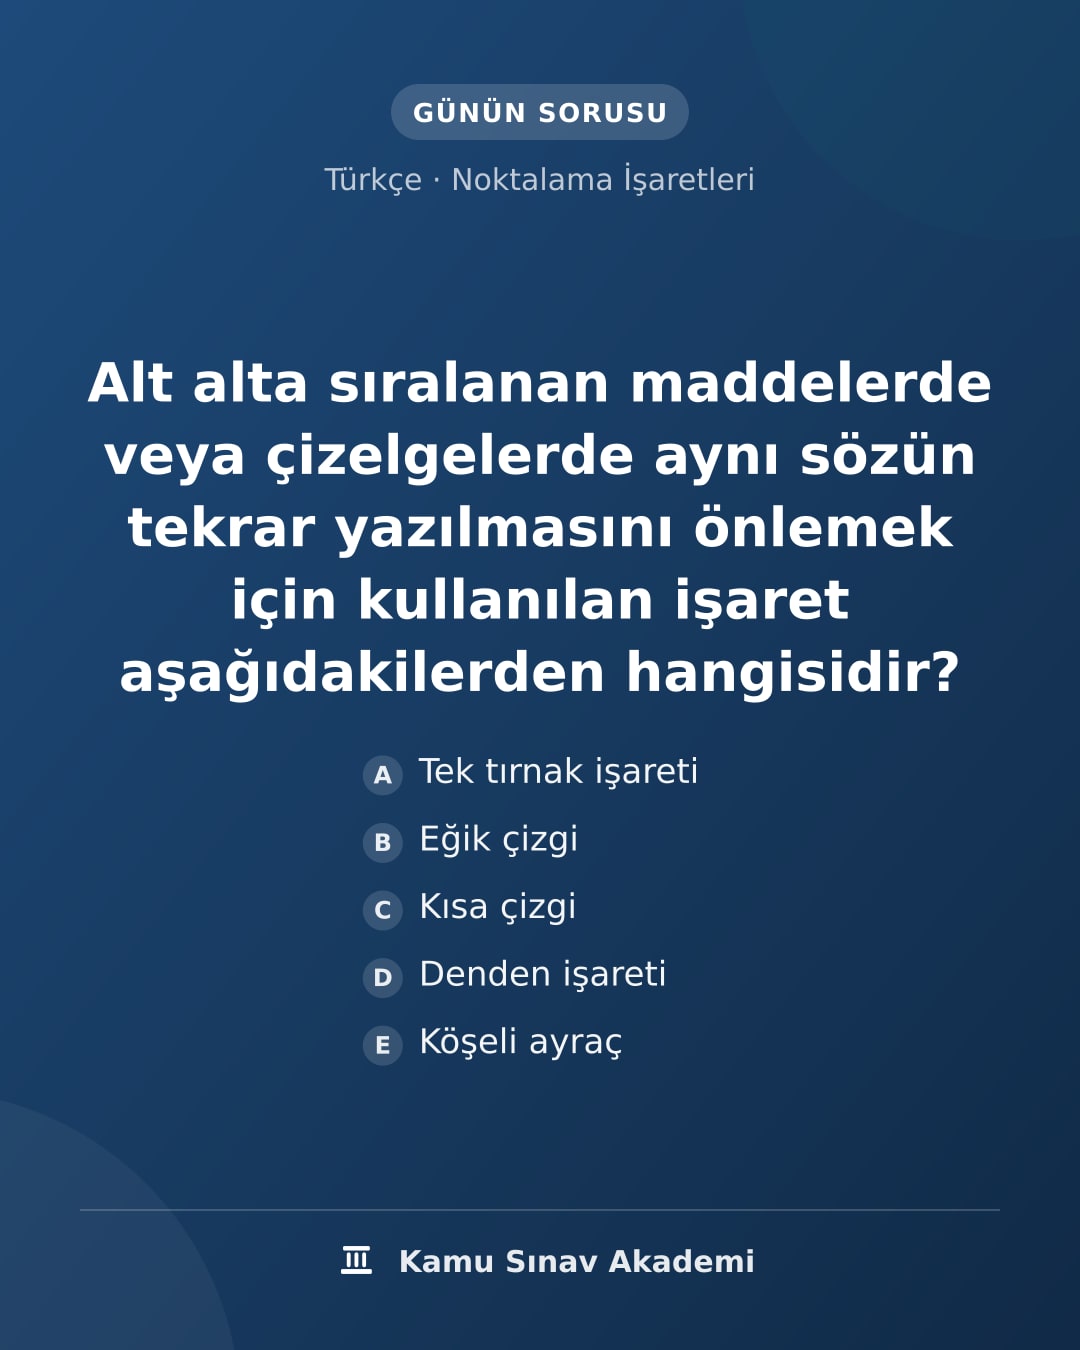 GÜNÜN SORUSU
Türkçe · Noktalama İşaretleri
Alt alta sıralanan maddelerde
veya çizelgelerde aynı sözün
tekrar yazılmasını önlemek
için kullanılan işaret
aşağıdakilerden hangisidir?
A Tek tırnak işareti
B Eğik çizgi
C Kısa çizgi
D Denden işareti
E Köşeli ayraç
Kamu Sınav Akademi